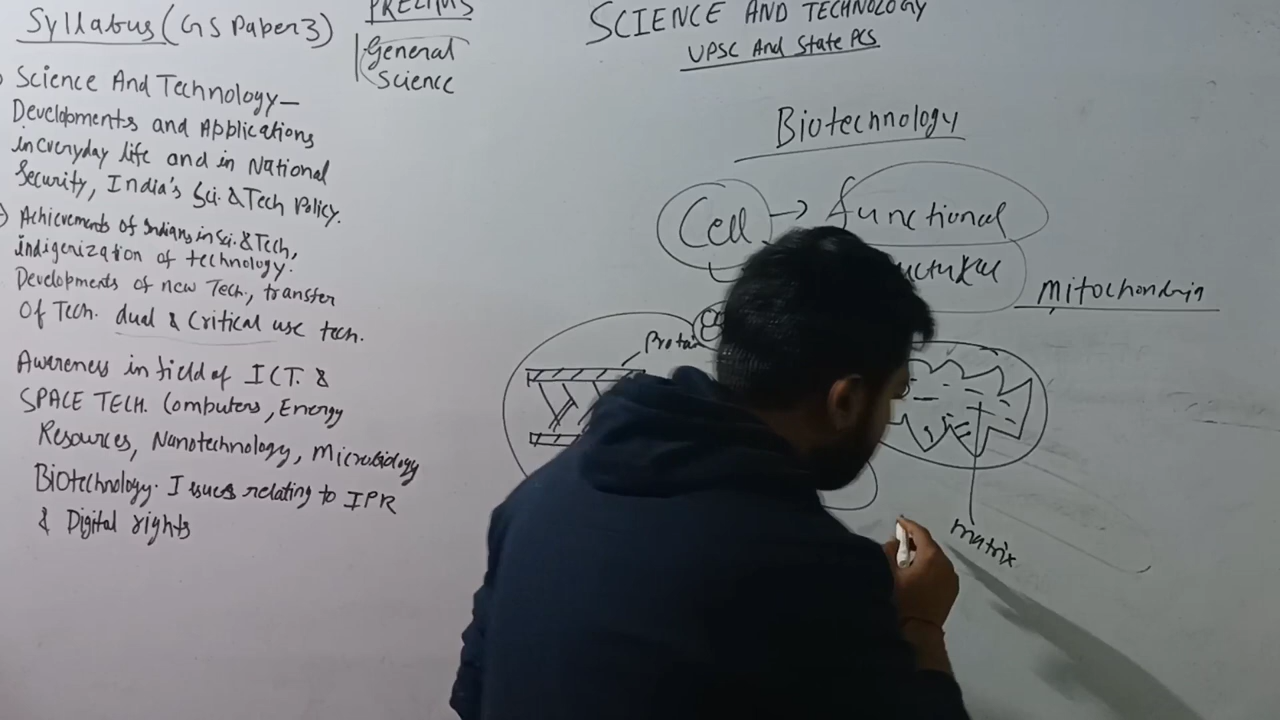 Syllabus (GS Paper 3)
Science And Technology—
Developments and Applications
in everyday life and in National
Security, India's Sci. & Tech Policy.
Achievements of Indians in Sci. & Tech,
indigenization of technology.
Developments of new Tech., transfer
Of Tech. dual & Critical use tech.
Awareness in field of ICT. &
SPACE TECH. Computers, Energy
Resources, Nanotechnology, Microbiology
Biotechnology. Issues relating to IPR
& Digital rights
PRELIMS
General
Science
SCIENCE AND TECHNOLOGY
UPSC And State PCS
Biotechnology
Cell → functional
Mitochondria
matrix